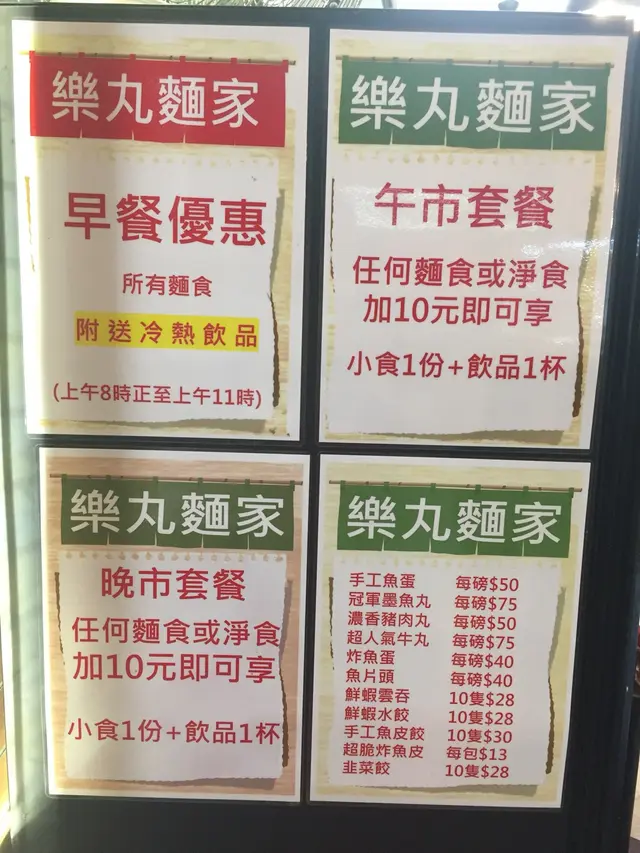 樂丸麵家
早餐優惠
所有麵食
附送冷熱飲品
(上午8時正至上午11時)
樂丸麵家
午市套餐
任何麵食或淨食
加10元即可享
小食1份+飲品1杯
樂丸麵家
晚市套餐
任何麵食或淨食
加10元即可享
小食1份+飲品1杯
樂丸麵家
手工魚蛋 每磅$50
冠軍墨魚丸 每磅$75
濃香豬肉丸 每磅$50
超人氣牛丸 每磅$75
炸魚蛋 每磅$40
魚片頭 每磅$40
鮮蝦雲吞 10隻$28
鮮蝦水餃 10隻$28
手工魚皮餃 10隻$30
超脆炸魚皮 每包$13
韭菜餃 10隻$28